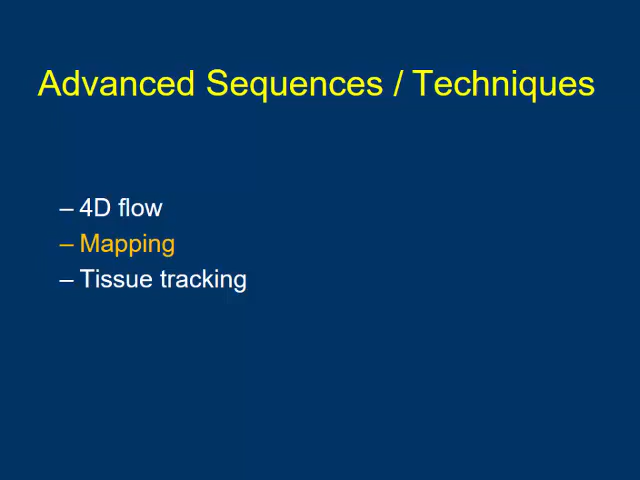 Advanced Sequences / Techniques
– 4D flow
– Mapping
– Tissue tracking